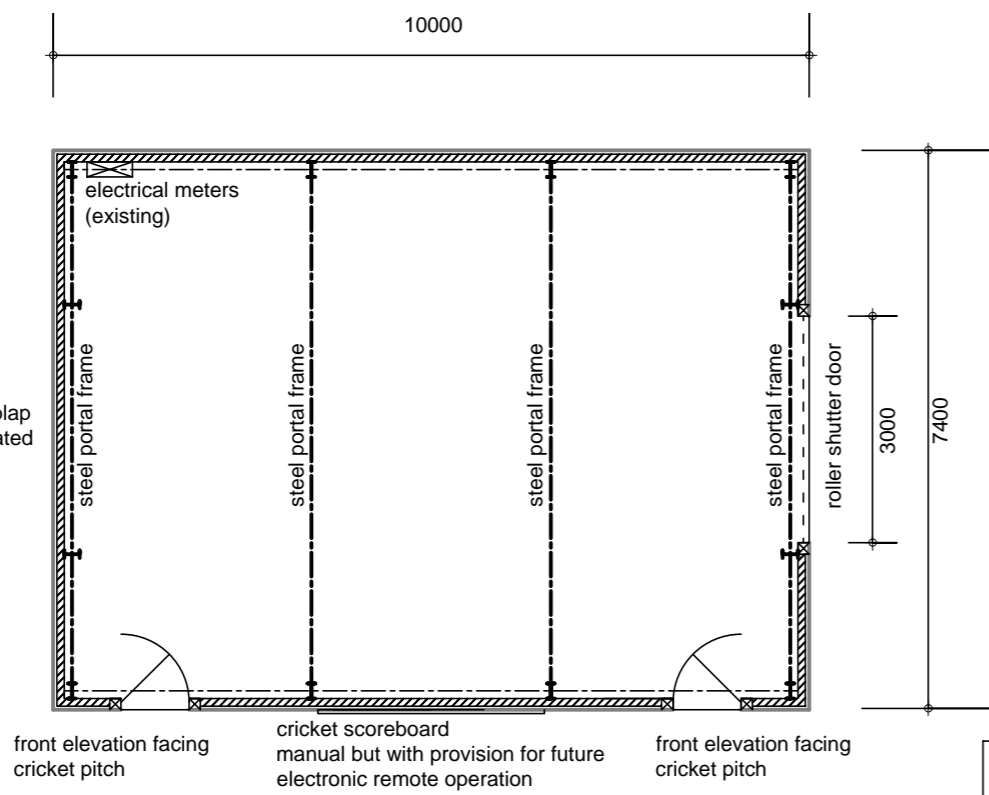 10000
electrical meters
(existing)
steel portal frame
steel portal frame
steel portal frame
steel portal frame
roller shutter door
3000
7400
front elevation facing
cricket pitch
cricket scoreboard
manual but with provision for future
electronic remote operation
front elevation facing
cricket pitch